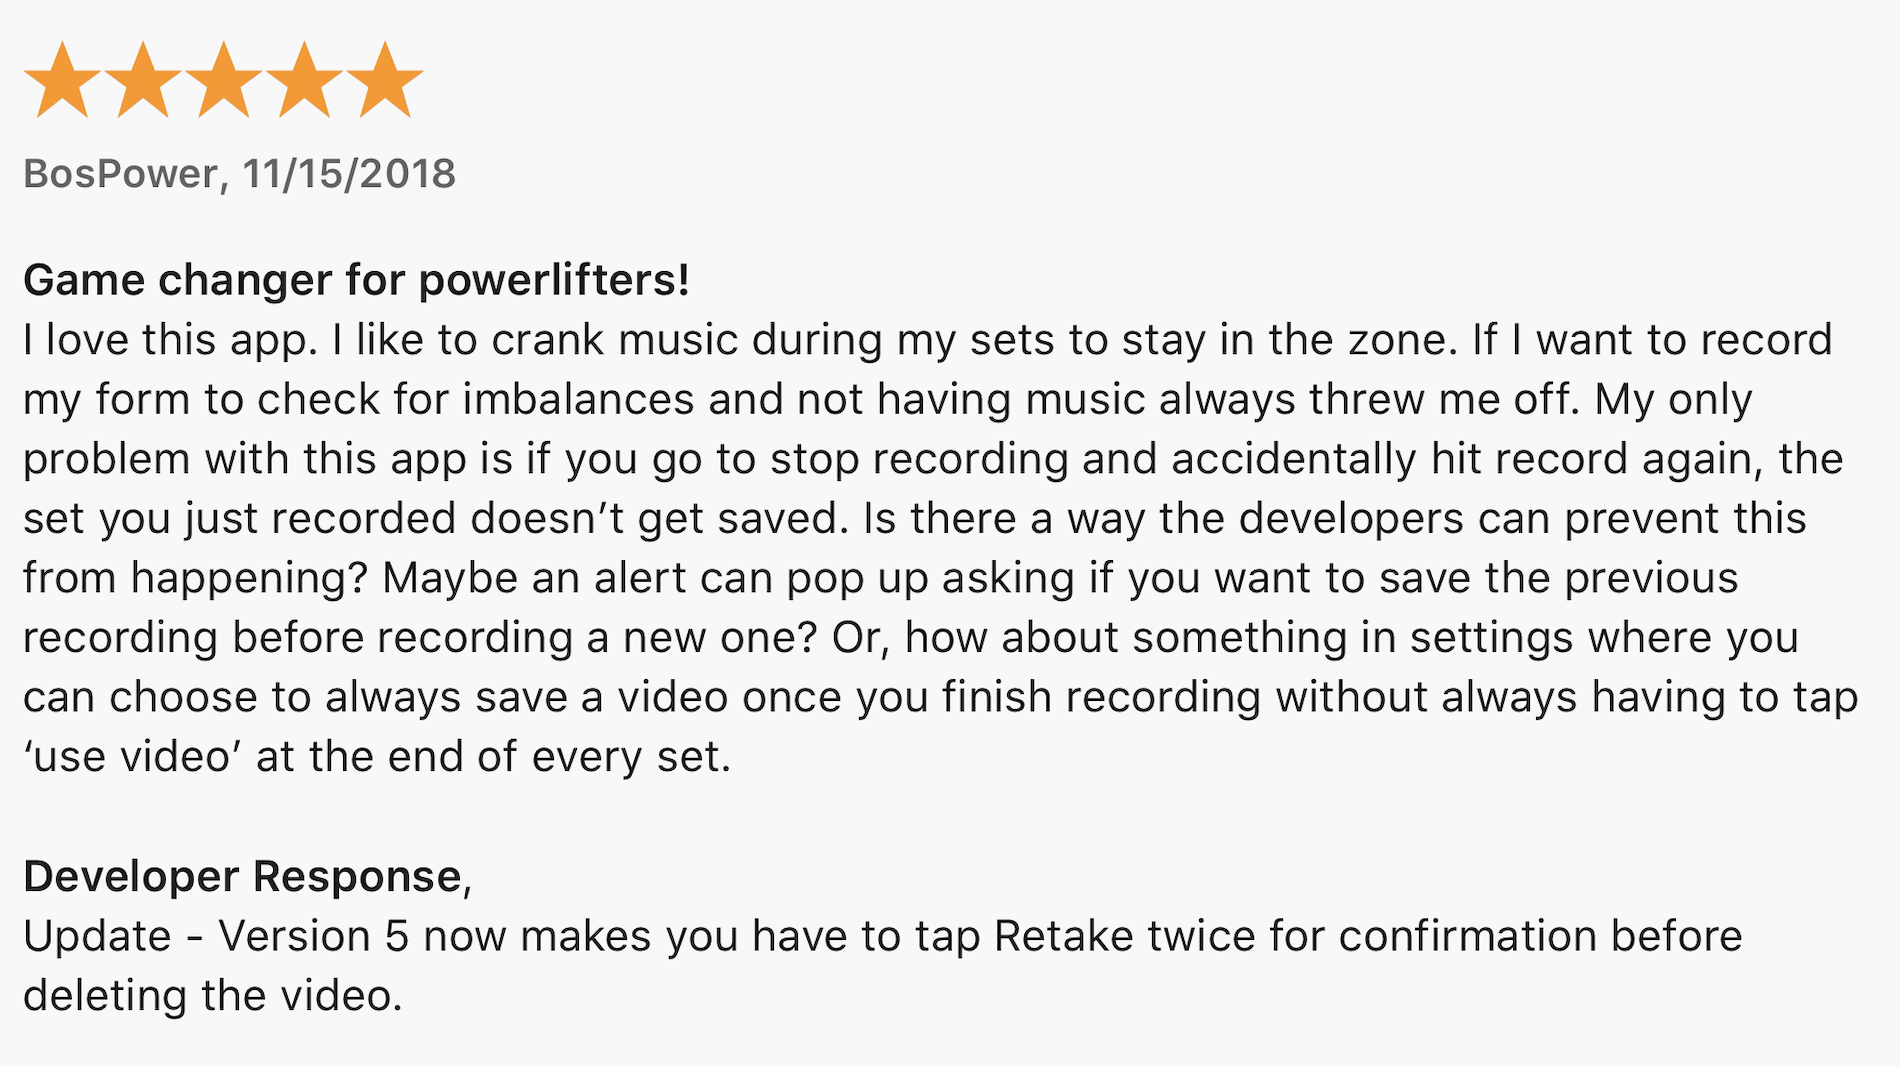 BosPower, 11/15/2018
Game changer for powerlifters!
I love this app. I like to crank music during my sets to stay in the zone. If I want to record
my form to check for imbalances and not having music always threw me off. My only
problem with this app is if you go to stop recording and accidentally hit record again, the
set you just recorded doesn’t get saved. Is there a way the developers can prevent this
from happening? Maybe an alert can pop up asking if you want to save the previous
recording before recording a new one? Or, how about something in settings where you
can choose to always save a video once you finish recording without always having to tap
‘use video’ at the end of every set.
Developer Response,
Update - Version 5 now makes you have to tap Retake twice for confirmation before
deleting the video.